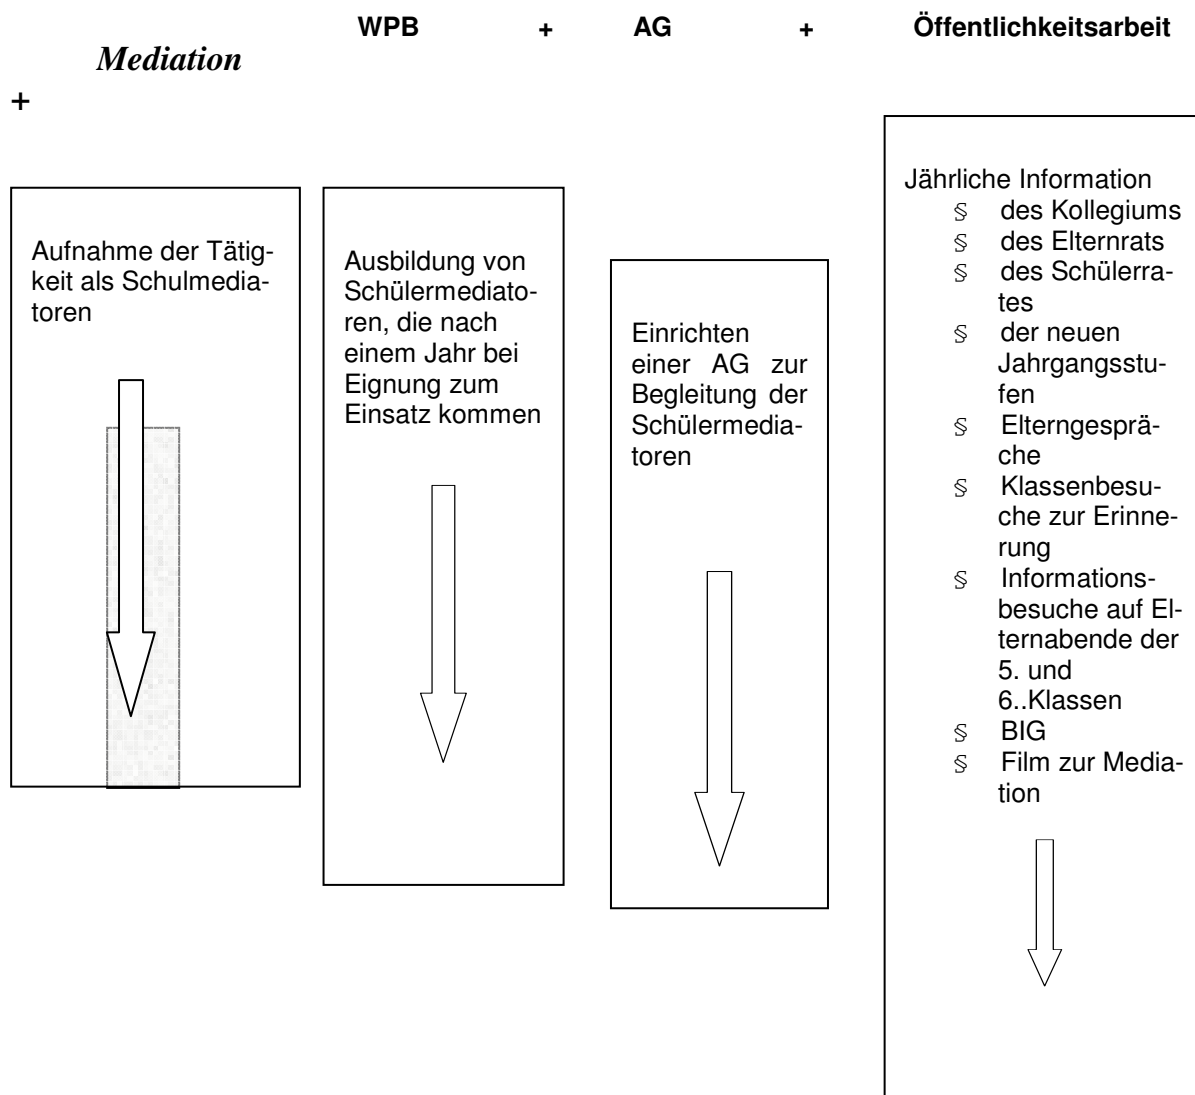 WPB + AG + Öffentlichkeitsarbeit
Mediation
+
Aufnahme der Tätig-
keit als Schulmedia-
toren
Ausbildung von
Schülermediato-
ren, die nach
einem Jahr bei
Eignung zum
Einsatz kommen
Einrichten
einer AG zur
Begleitung der
Schülermedia-
toren
Jährliche Information
§ des Kollegiums
§ des Elternrats
§ des Schülerra-
tes
§ der neuen
Jahrgangsstu-
fen
§ Elterngesprä-
che
§ Klassenbesu-
che zur Erinne-
rung
§ Informations-
besuche auf El-
ternabende der
5. und
6..Klassen
§ BIG
§ Film zur Media-
tion